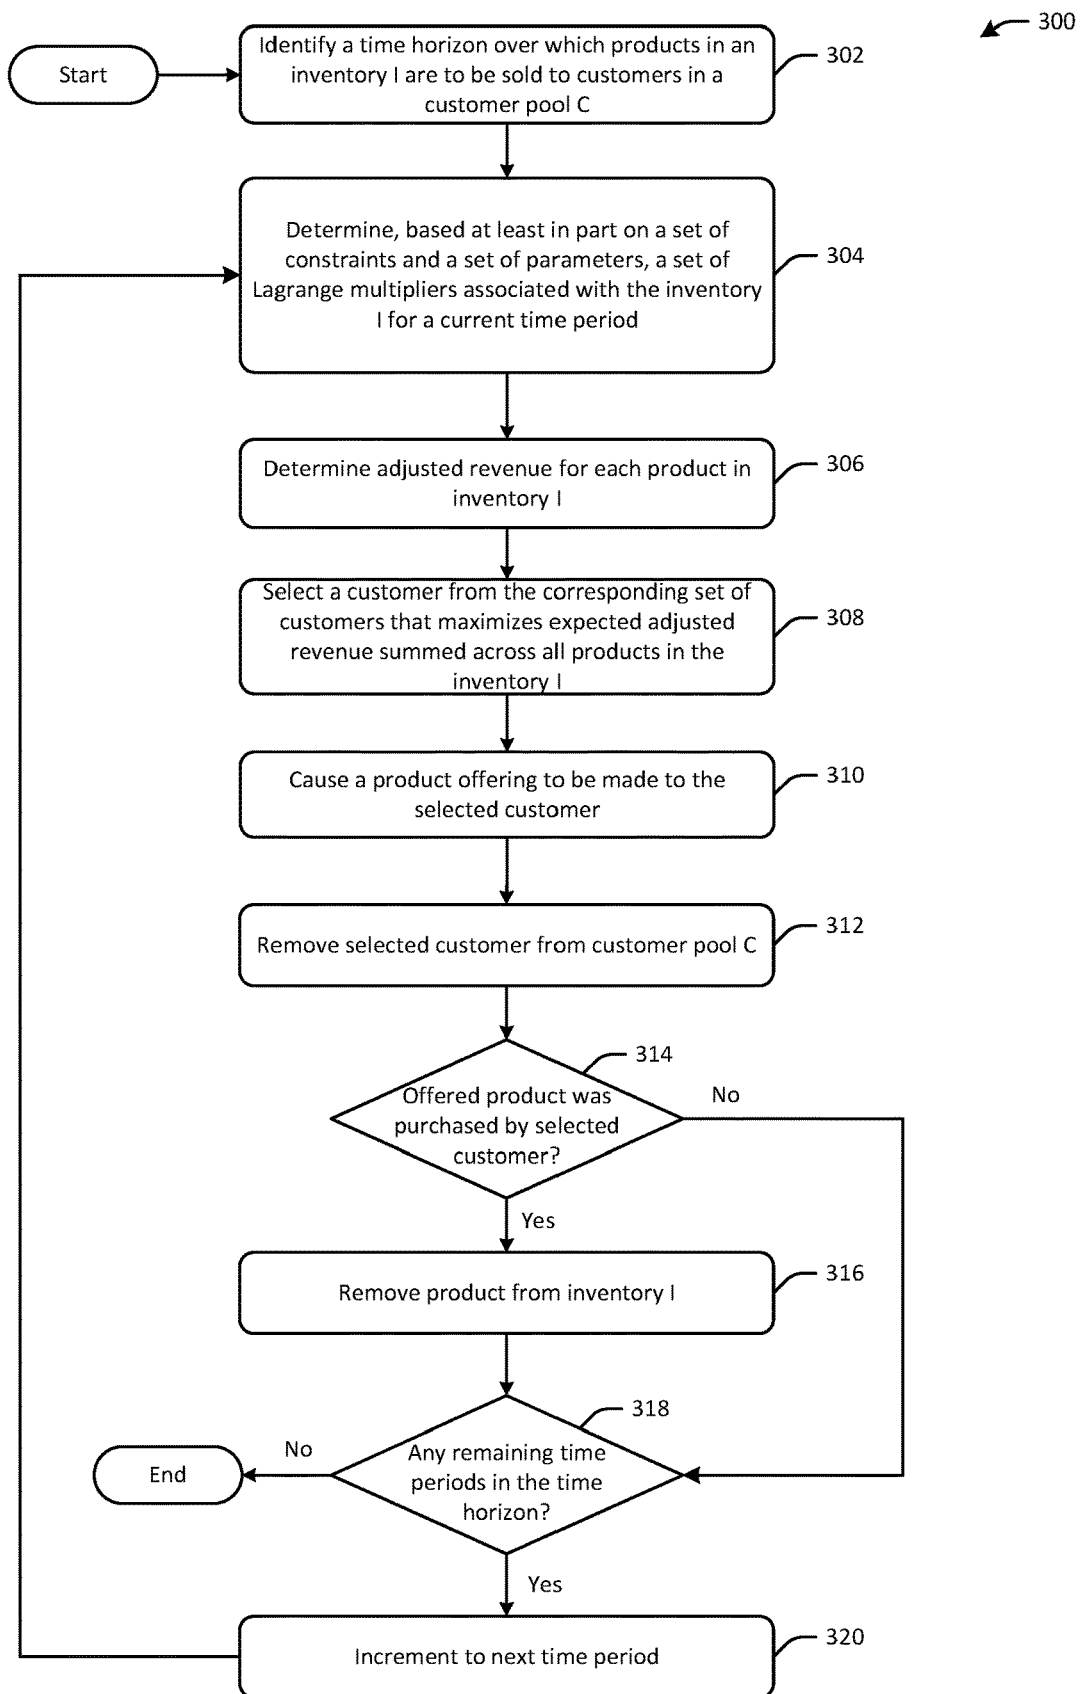 300
Start
Identify a time horizon over which products in an
inventory I are to be sold to customers in a
customer pool C
302
Determine, based at least in part on a set of
constraints and a set of parameters, a set of
Lagrange multipliers associated with the inventory
I for a current time period
304
Determine adjusted revenue for each product in
inventory I
306
Select a customer from the corresponding set of
customers that maximizes expected adjusted
revenue summed across all products in the
inventory I
308
Cause a product offering to be made to the
selected customer
310
Remove selected customer from customer pool C
312
314
Offered product was
purchased by selected
customer?
No
Yes
Remove product from inventory I
316
318
Any remaining time
periods in the time
horizon?
No
End
Yes
Increment to next time period
320